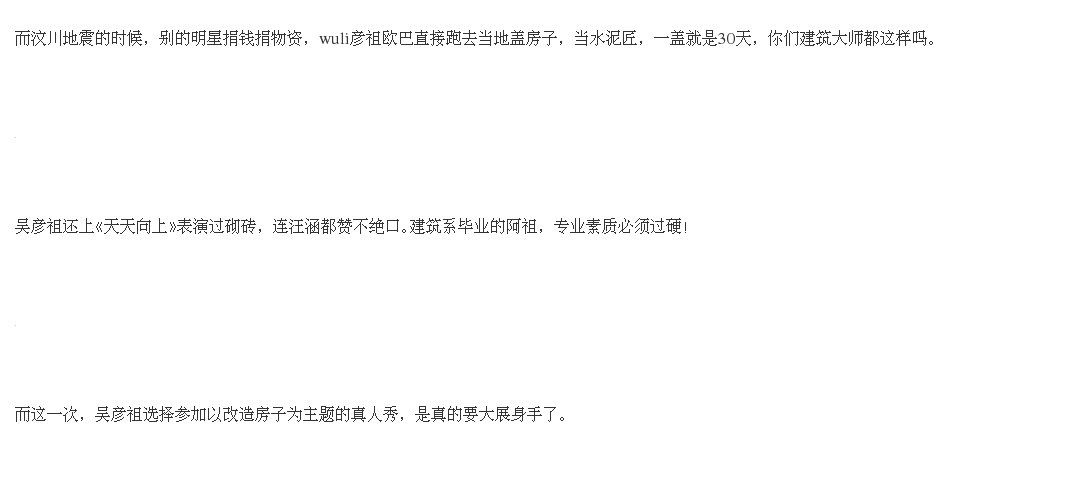 而汶川地震的时候，别的明星捐钱捐物资，wuli彦祖欧巴直接跑去当地盖房子，当水泥匠，一盖就是30天，你们建筑大师都这样吗。
吴彦祖还上《天天向上》表演过砌砖，连汪涵都赞不绝口。建筑系毕业的阿祖，专业素质必须过硬！
而这一次，吴彦祖选择参加以改造房子为主题的真人秀，是真的要大展身手了。